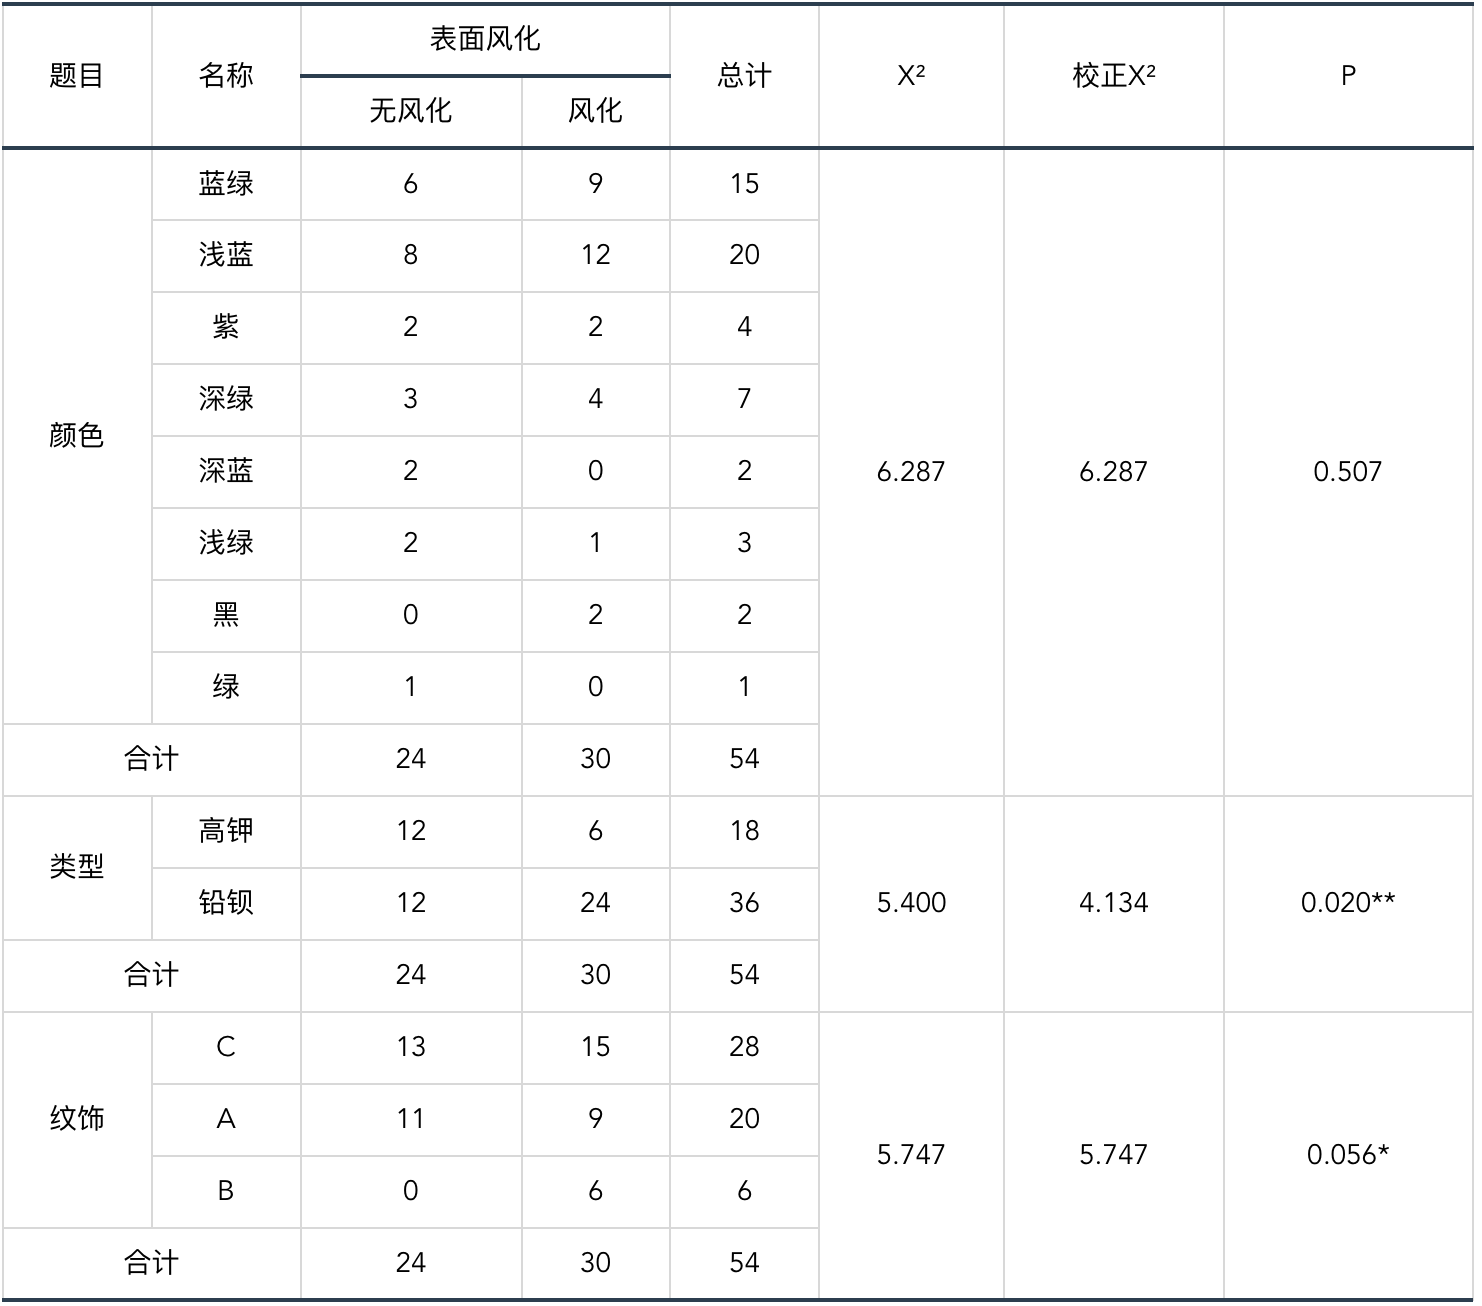 题目 名称 表面风化 总计 X² 校正X² P
无风化 风化
颜色 蓝绿 6 9 15 6.287 6.287 0.507
浅蓝 8 12 20
紫 2 2 4
深绿 3 4 7
深蓝 2 0 2
浅绿 2 1 3
黑 0 2 2
绿 1 0 1
合计 24 30 54
类型 高钾 12 6 18 5.400 4.134 0.020**
铅钡 12 24 36
合计 24 30 54
纹饰 C 13 15 28 5.747 5.747 0.056*
A 11 9 20
B 0 6 6
合计 24 30 54